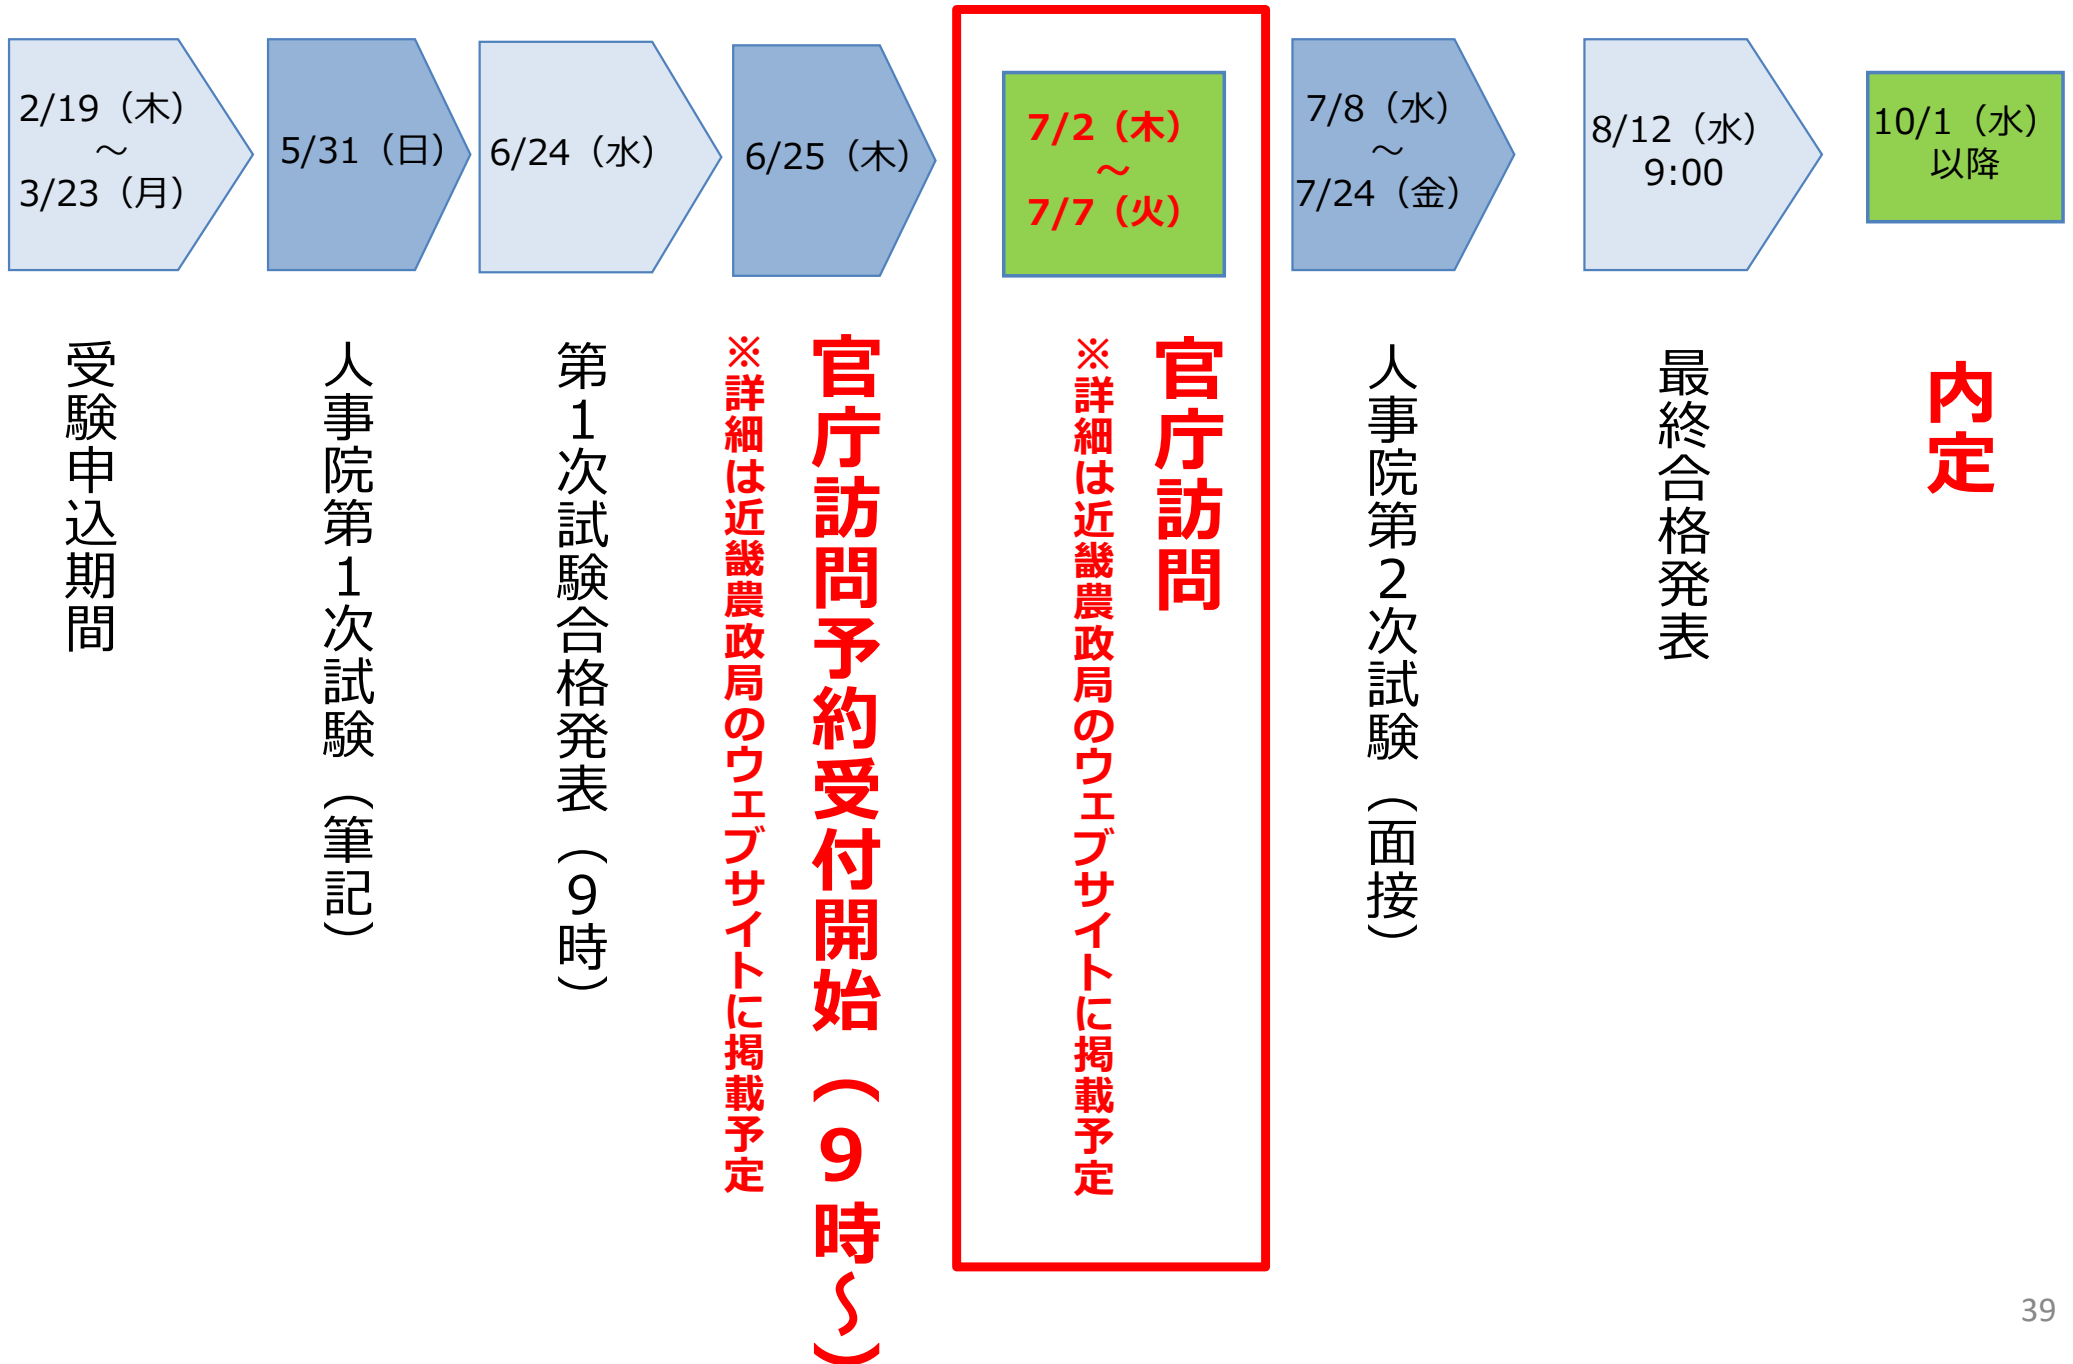 2/19（木）
～
3/23（月）
受験申込期間
5/31（日）
人事院第1次試験（筆記）
6/24（水）
第1次試験合格発表（9時）
6/25（木）
官庁訪問予約受付開始（9時～）
※詳細は近畿農政局のウェブサイトに掲載予定
7/2（木）
～
7/7（火）
官庁訪問
※詳細は近畿農政局のウェブサイトに掲載予定
7/8（水）
～
7/24（金）
人事院第2次試験（面接）
8/12（水）
9:00
最終合格発表
10/1（水）
以降
内定
39